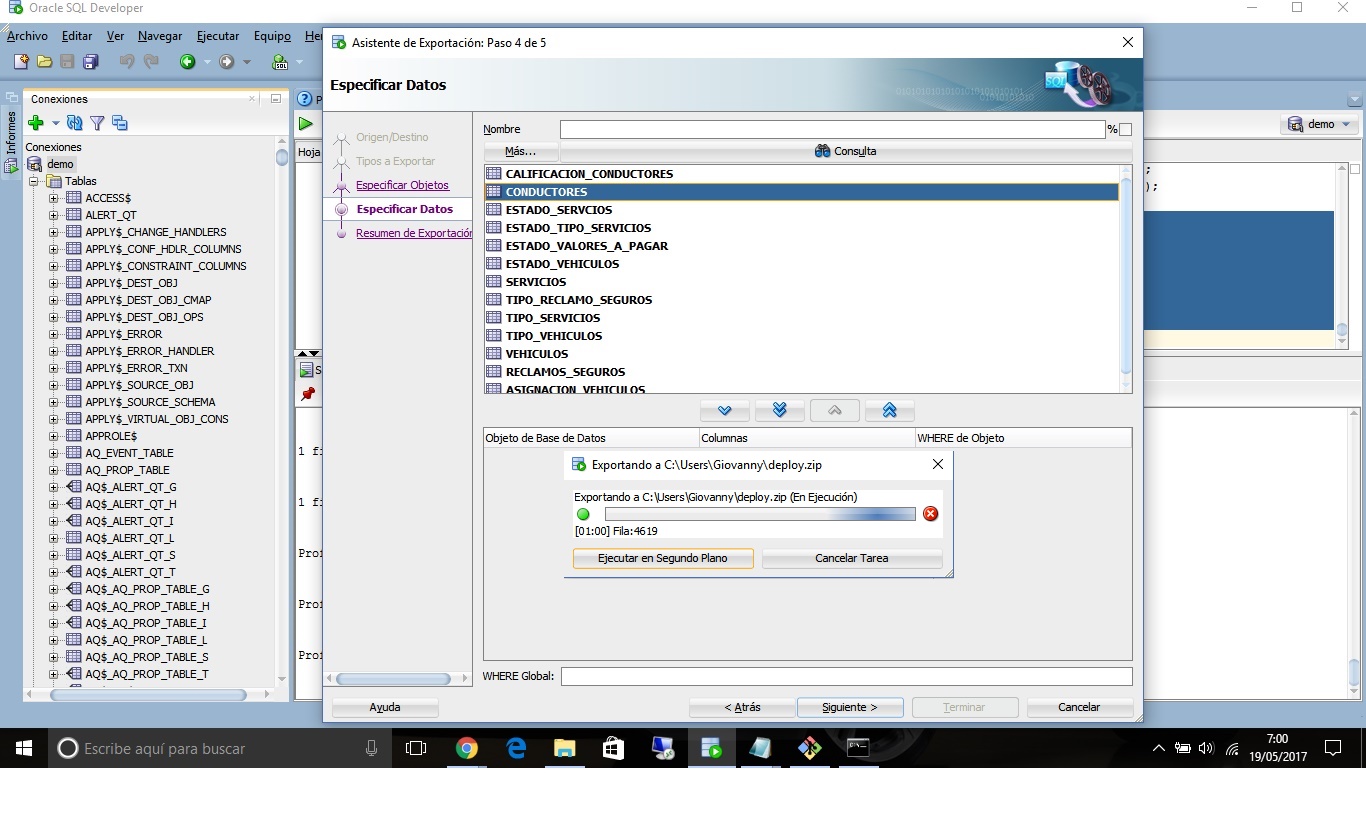 Oracle SQL Developer
Archivo Editar Ver Navegar Ejecutar Equipo Her
Asistente de Exportación: Paso 4 de 5
Especificar Datos
Conexiones
Informes
Conexiones
demo
Tablas
ACCESS$
ALERT_QT
APPLY$_CHANGE_HANDLERS
APPLY$_CONF_HDLR_COLUMNS
APPLY$_CONSTRAINT_COLUMNS
APPLY$_DEST_OBJ
APPLY$_DEST_OBJ_CMAP
APPLY$_DEST_OBJ_OPS
APPLY$_ERROR
APPLY$_ERROR_HANDLER
APPLY$_ERROR_TXN
APPLY$_SOURCE_OBJ
APPLY$_SOURCE_SCHEMA
APPLY$_VIRTUAL_OBJ_CONS
APPROLE$
AQ_EVENT_TABLE
AQ_PROP_TABLE
AQ$_ALERT_QT_G
AQ$_ALERT_QT_H
AQ$_ALERT_QT_I
AQ$_ALERT_QT_L
AQ$_ALERT_QT_S
AQ$_ALERT_QT_T
AQ$_AQ_PROP_TABLE_G
AQ$_AQ_PROP_TABLE_H
AQ$_AQ_PROP_TABLE_I
AQ$_AQ_PROP_TABLE_L
AQ$_AQ_PROP_TABLE_S
AQ$_AQ_PROP_TABLE_T
Hoja
1 fi
1 fi
Origen/Destino
Tipos a Exportar
Especificar Objetos
Especificar Datos
Resumen de Exportación
Nombre %
Más... Consulta
CALIFICACION_CONDUCTORES
CONDUCTORES
ESTADO_SERVCIOS
ESTADO_TIPO_SERVICIOS
ESTADO_VALORES_A_PAGAR
ESTADO_VEHICULOS
SERVICIOS
TIPO_RECLAMO_SEGUROS
TIPO_SERVICIOS
TIPO_VEHICULOS
VEHICULOS
RECLAMOS_SEGUROS
ASIGNACION_VEHICULOS
Objeto de Base de Datos Columnas WHERE de Objeto
Exportando a C:\Users\Giovanny\deploy.zip
Exportando a C:\Users\Giovanny\deploy.zip (En Ejecución)
[01:00] Fila:4619
Ejecutar en Segundo Plano Cancelar Tarea
WHERE Global:
Ayuda < Atrás Siguiente > Terminar Cancelar
demo
;
);
Escribe aquí para buscar
7:00
19/05/2017